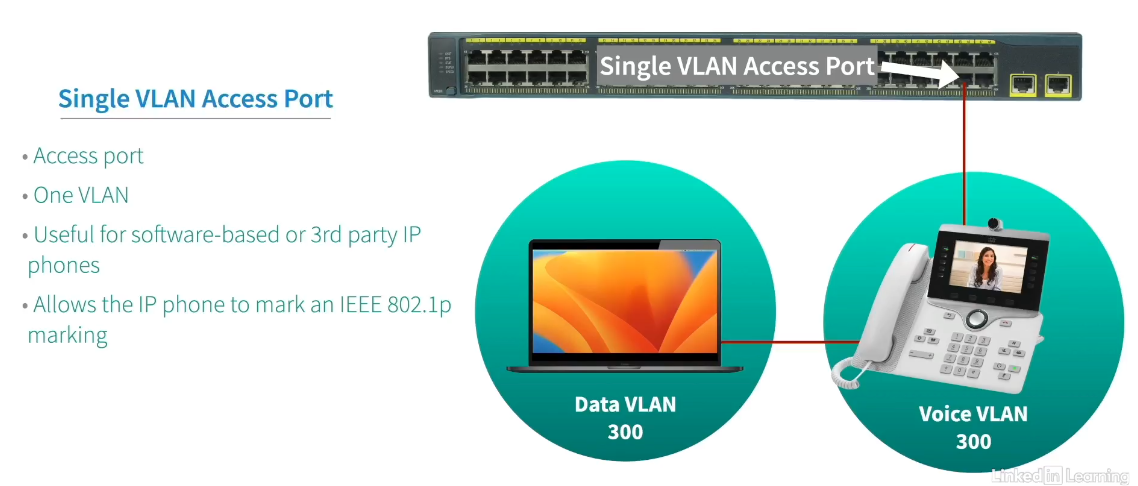 Single VLAN Access Port
Single VLAN Access Port
• Access port
• One VLAN
• Useful for software-based or 3rd party IP
phones
• Allows the IP phone to mark an IEEE 802.1p
marking
Data VLAN
300
Voice VLAN
300
Linked in Learning